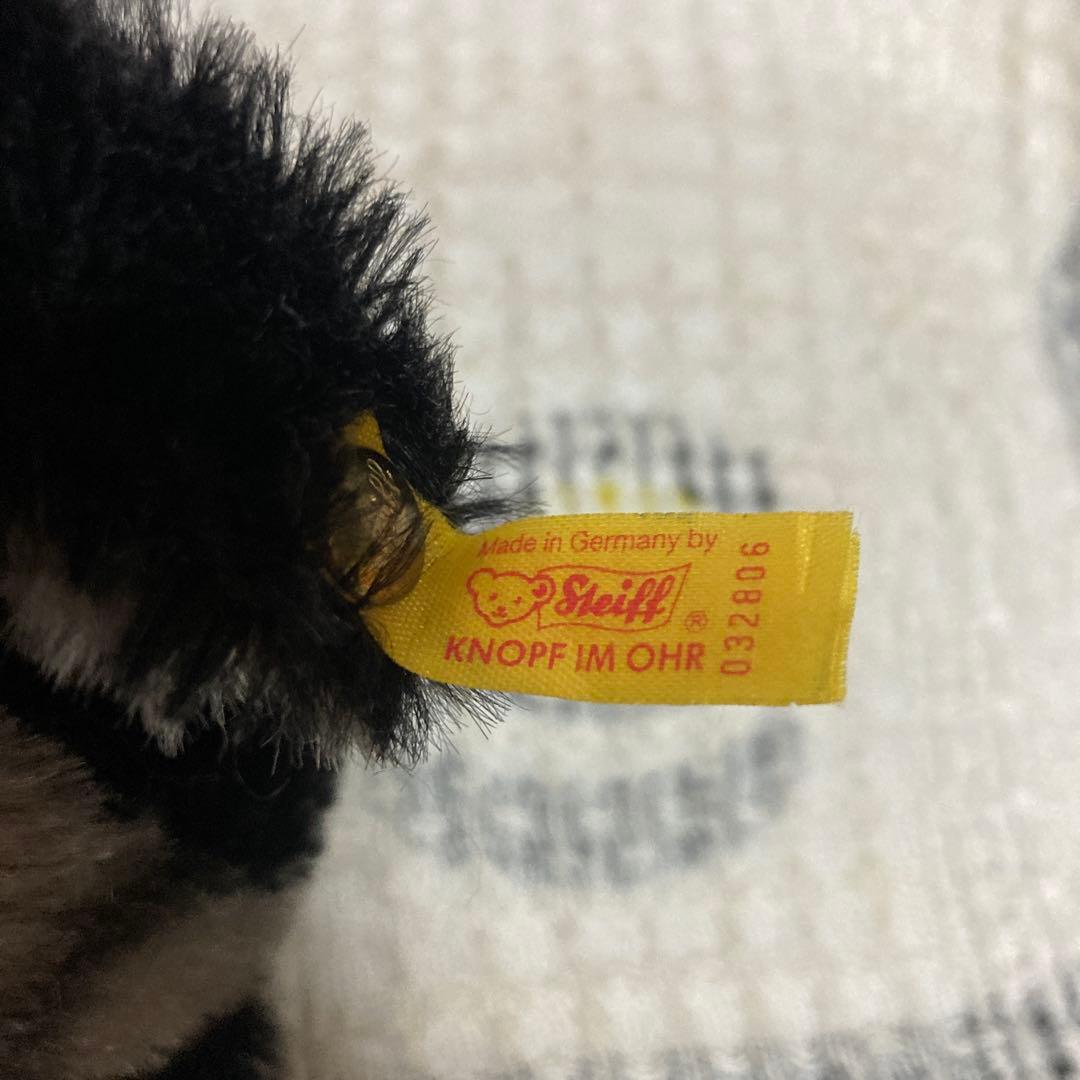 Made in Germany by
Steiff ®
KNOPF IM OHR
032806